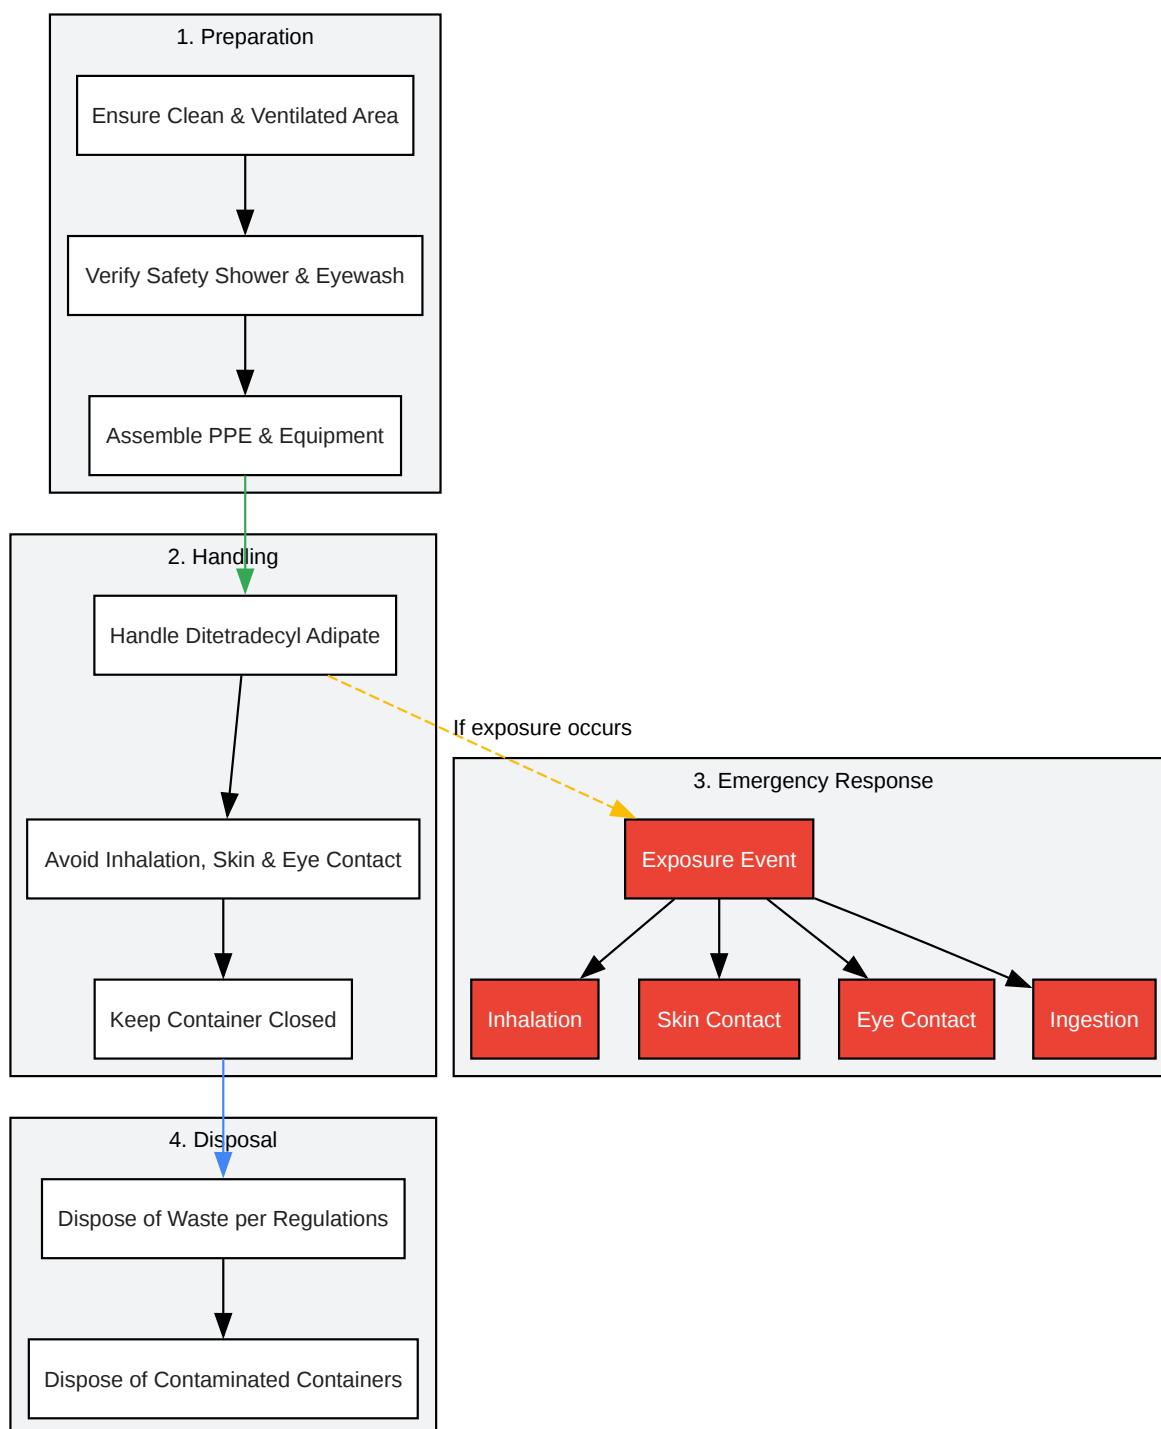 1. Preparation
Ensure Clean & Ventilated Area
Verify Safety Shower & Eyewash
Assemble PPE & Equipment
2. Handling
Handle Ditetradecyl Adipate
If exposure occurs
Avoid Inhalation, Skin & Eye Contact
Keep Container Closed
3. Emergency Response
Exposure Event
Inhalation
Skin Contact
Eye Contact
Ingestion
4. Disposal
Dispose of Waste per Regulations
Dispose of Contaminated Containers